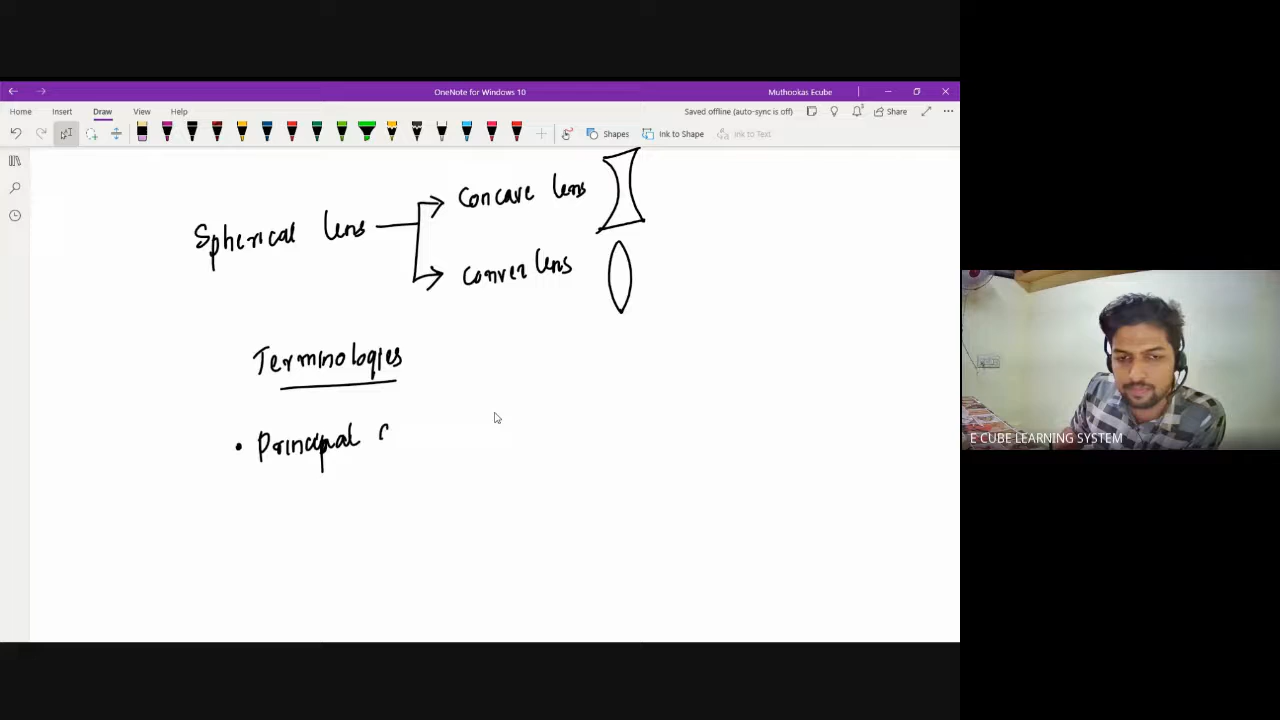 OneNote for Windows 10
Muthookas Ecube
Home Insert Draw View Help
Saved offline (auto-sync is off)
Share
Shapes
Ink to Shape
Ink to Text
Spherical lens
Concave lens
Convex lens
Terminologies
• Principal
E CUBE LEARNING SYSTEM